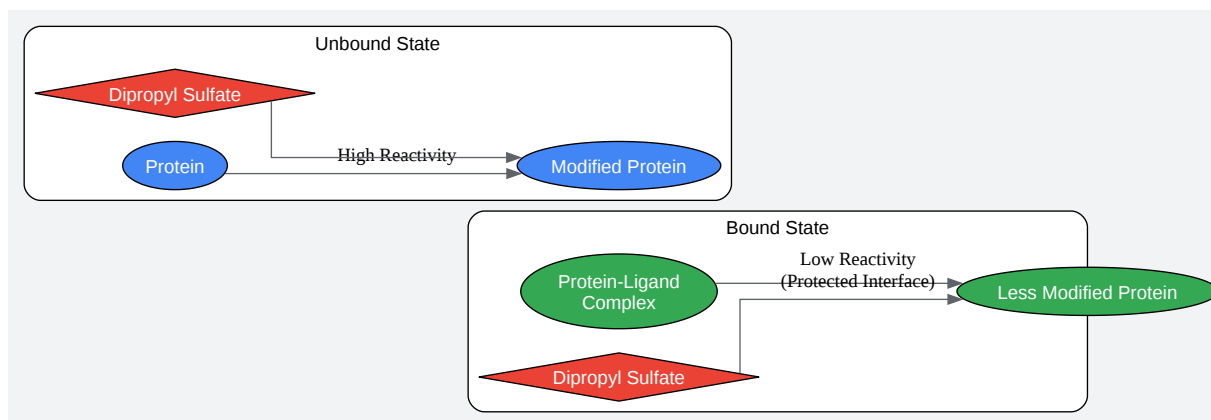 Unbound State
Dipropyl Sulfate
High Reactivity
Protein
Modified Protein
Bound State
Protein-Ligand
Complex
Low Reactivity
(Protected Interface)
Less Modified Protein
Dipropyl Sulfate